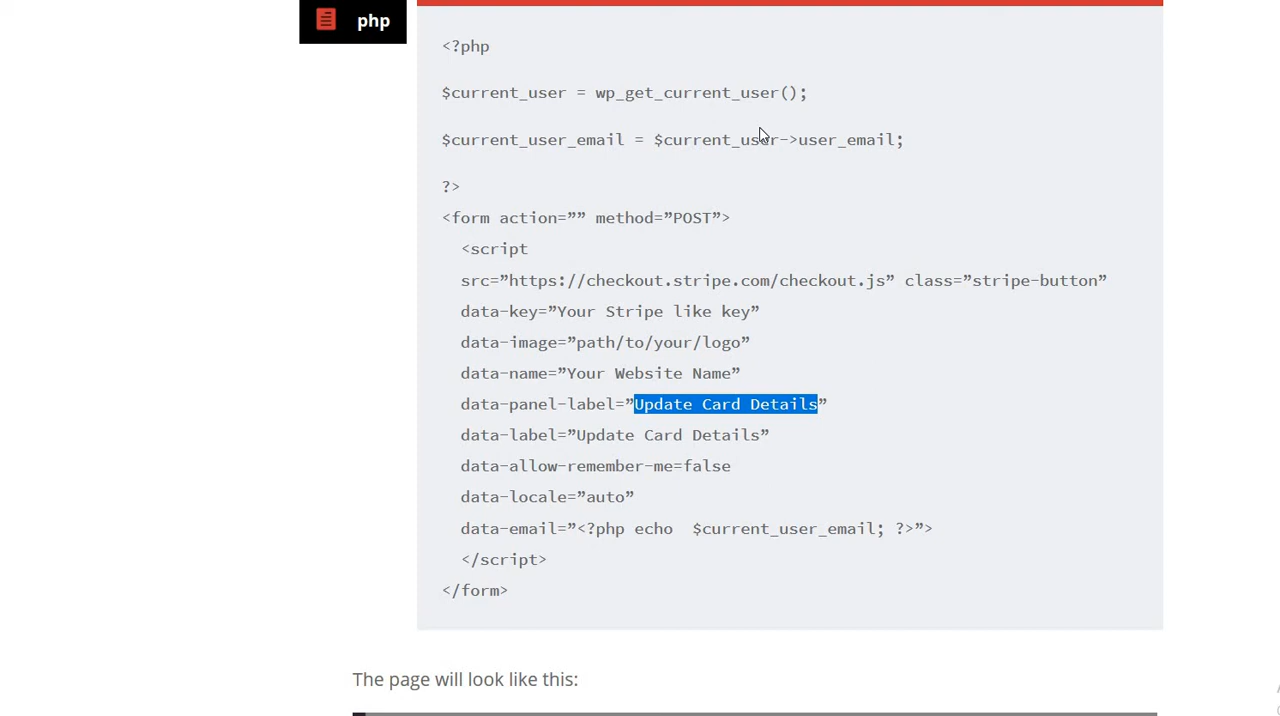 php
<?php
$current_user = wp_get_current_user();
$current_user_email = $current_user->user_email;
?>
<form action=”” method=”POST”>
<script
src=”https://checkout.stripe.com/checkout.js” class=”stripe-button”
data-key=”Your Stripe like key”
data-image=”path/to/your/logo”
data-name=”Your Website Name”
data-panel-label=”Update Card Details”
data-label=”Update Card Details”
data-allow-remember-me=false
data-locale=”auto”
data-email=”<?php echo  $current_user_email; ?>”>
</script>
</form>
The page will look like this: